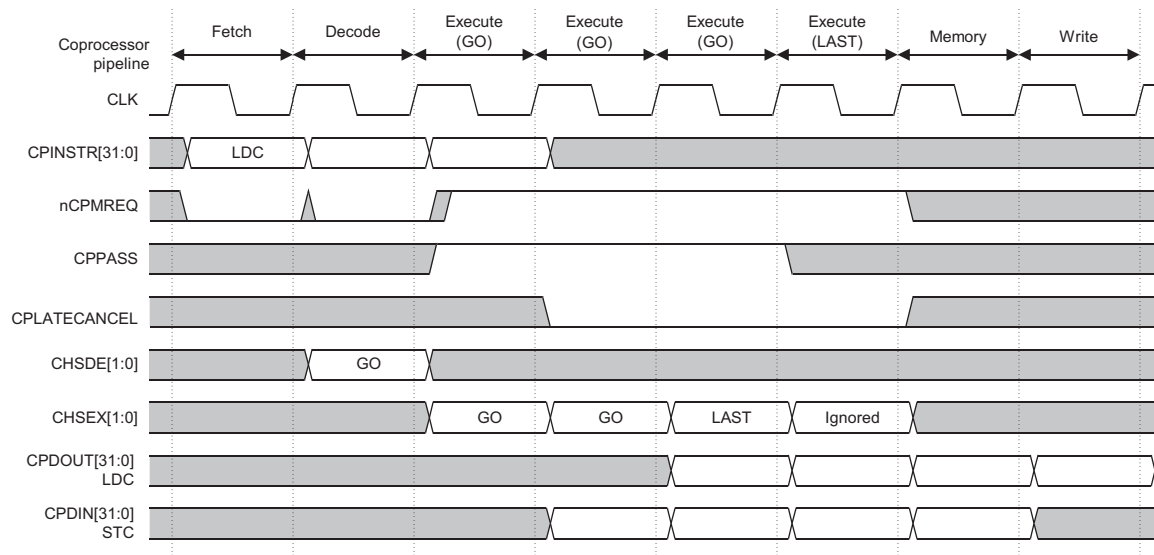 Coprocessor
pipeline
Fetch
Decode
Execute
(GO)
Execute
(GO)
Execute
(GO)
Execute
(LAST)
Memory
Write
CLK
CPINSTR[31:0]
LDC
nCPMREQ
CPPASS
CPLATECANCEL
CHSDE[1:0]
GO
CHSEX[1:0]
GO
GO
LAST
Ignored
CPDOUT[31:0]
LDC
CPDIN[31:0]
STC